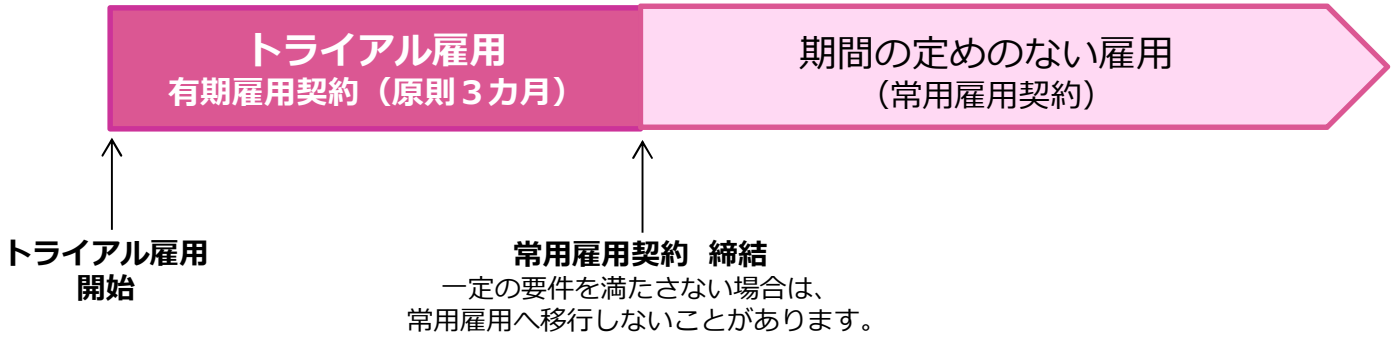 トライアル雇用
有期雇用契約（原則３カ月）
期間の定めのない雇用
（常用雇用契約）
トライアル雇用
開始
常用雇用契約 締結
一定の要件を満たさない場合は、
常用雇用へ移行しないことがあります。